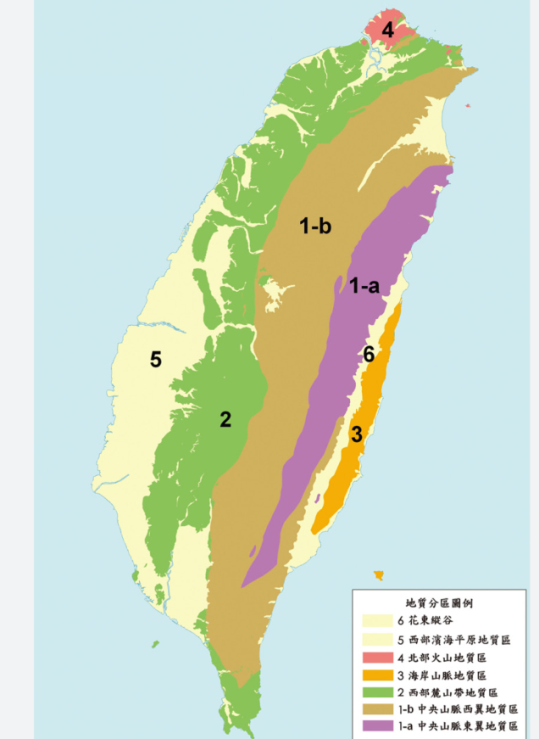 4
1-b
1-a
6
5
2
3
地質分區圖例
6 花東縱谷
5 西部濱海平原地質區
4 北部火山地質區
3 海岸山脈地質區
2 西部麓山帶地質區
1-b 中央山脈西翼地質區
1-a 中央山脈東翼地質區